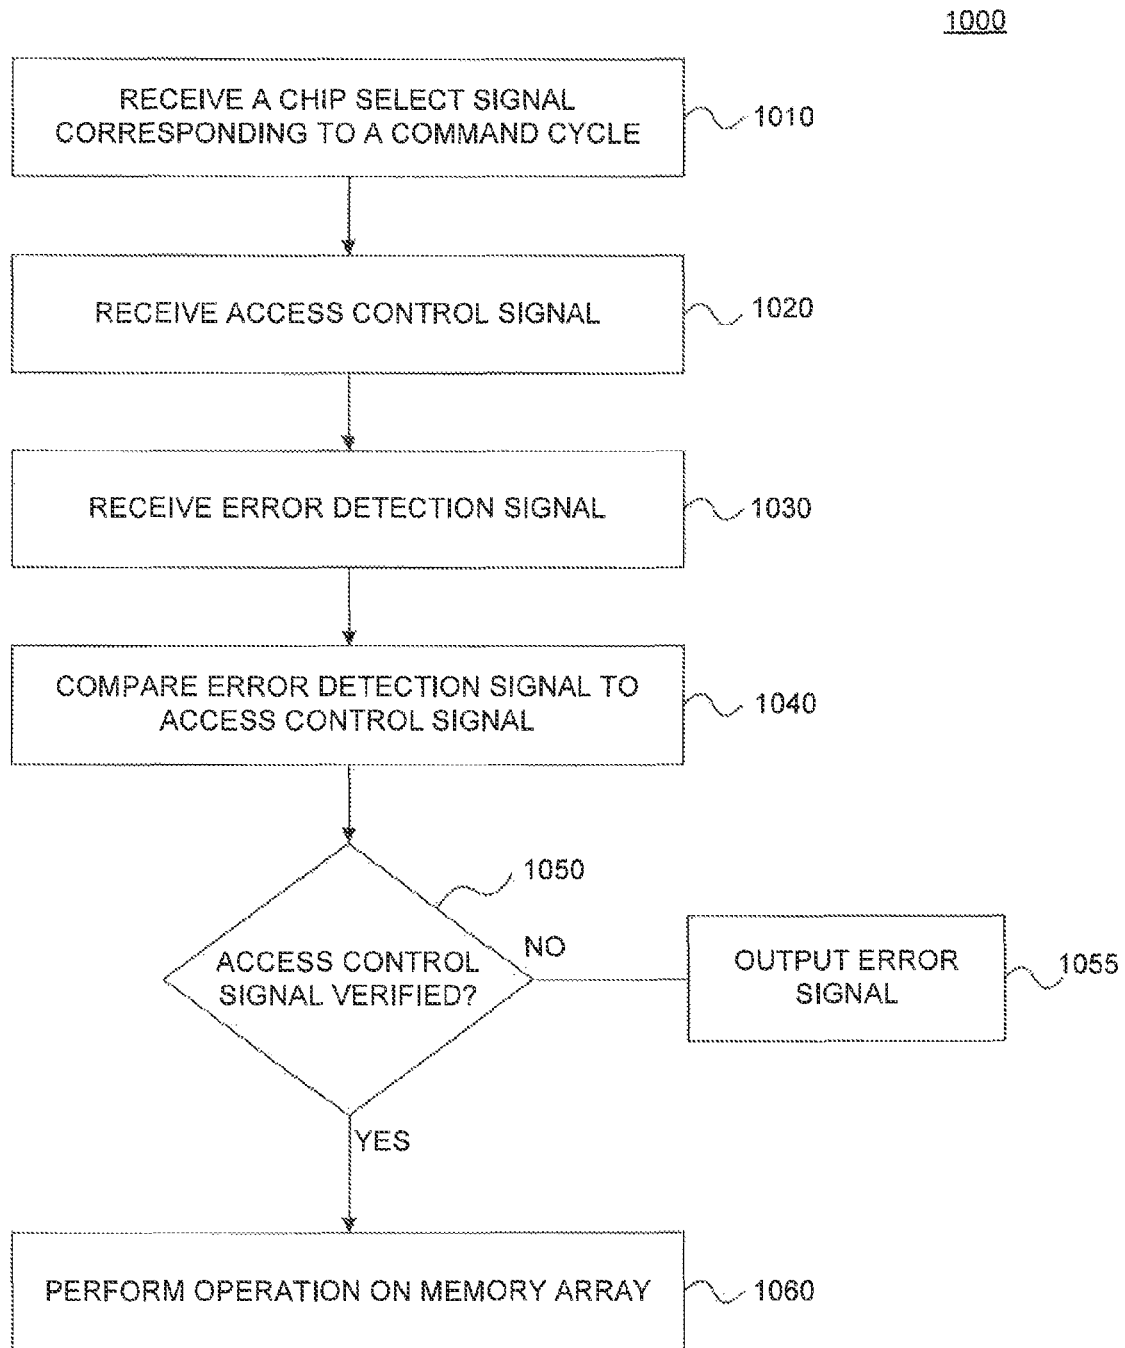 1000
RECEIVE A CHIP SELECT SIGNAL
CORRESPONDING TO A COMMAND CYCLE
1010
RECEIVE ACCESS CONTROL SIGNAL
1020
RECEIVE ERROR DETECTION SIGNAL
1030
COMPARE ERROR DETECTION SIGNAL TO
ACCESS CONTROL SIGNAL
1040
1050
ACCESS CONTROL
SIGNAL VERIFIED?
NO
OUTPUT ERROR
SIGNAL
1055
YES
PERFORM OPERATION ON MEMORY ARRAY
1060